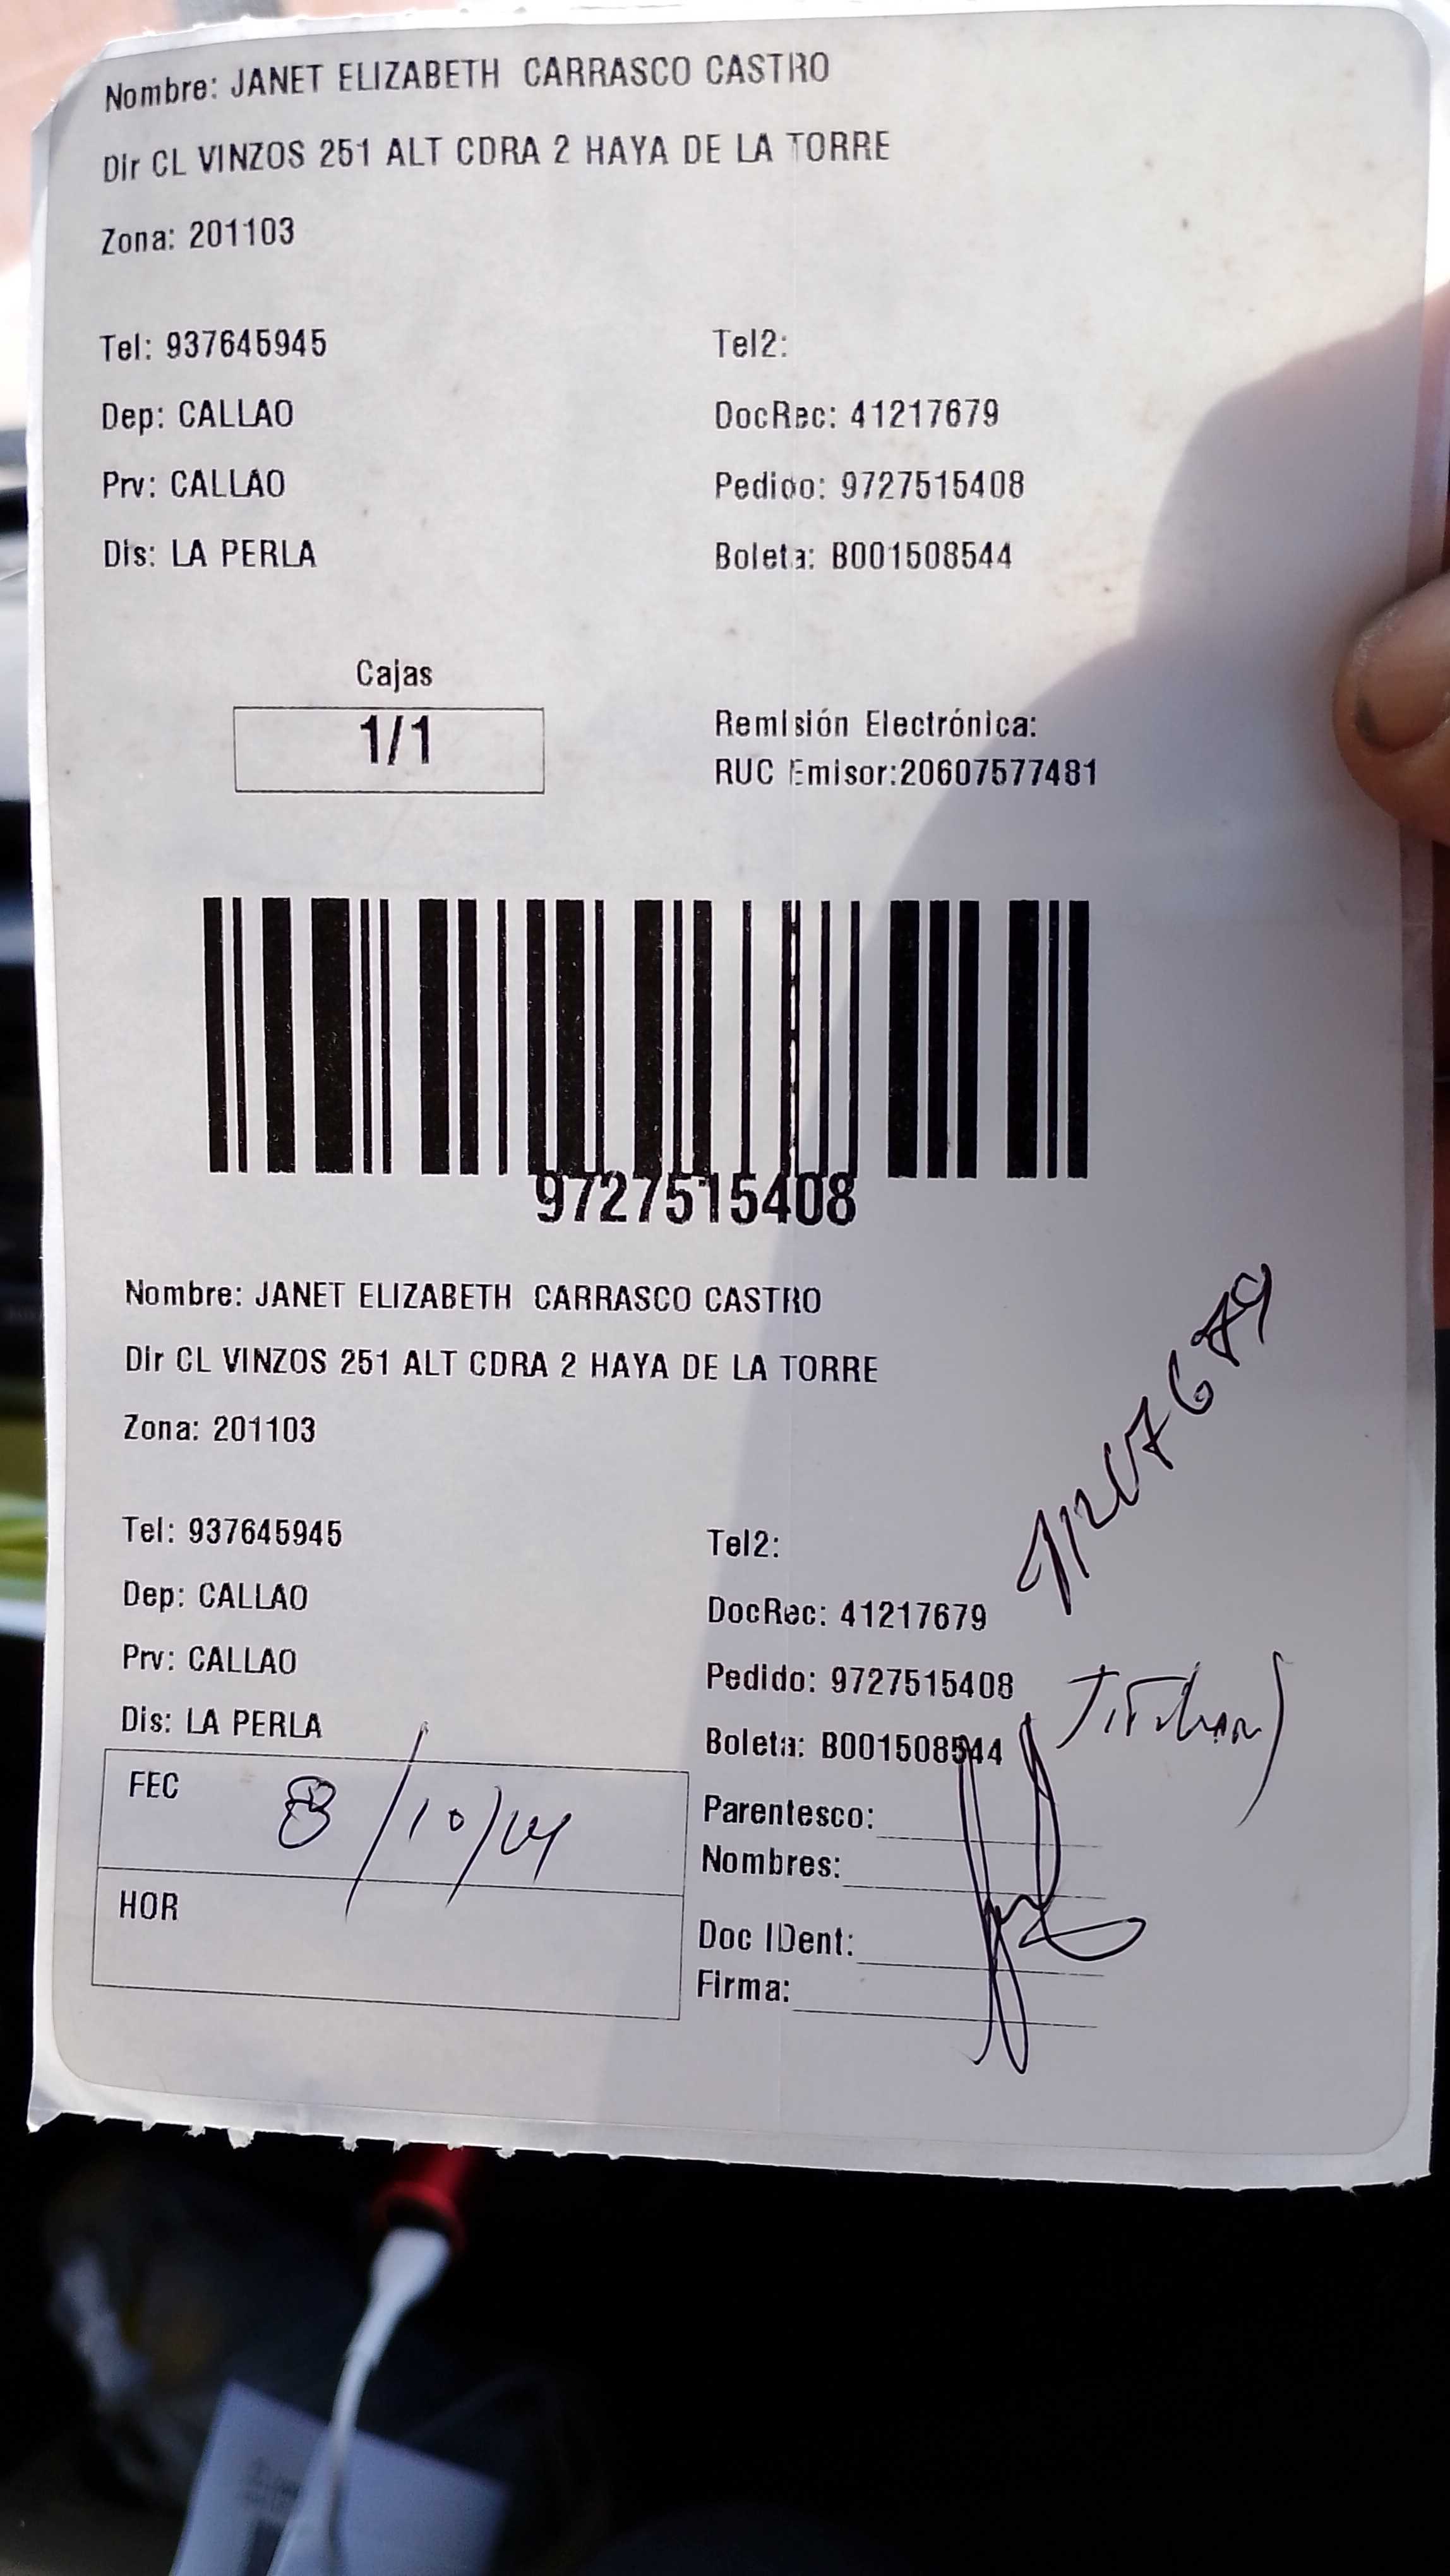 Nombre: JANET ELIZABETH CARRASCO CASTRO
Dir CL VINZOS 251 ALT CDRA 2 HAYA DE LA TORRE
Zona: 201103
Tel: 937645945
Tel2:
Dep: CALLAO
DocRec: 41217679
Prv: CALLAO
Pedido: 9727515408
Dis: LA PERLA
Boleta: B001508544
Cajas
1/1
Remisión Electrónica:
RUC Emisor:20607577481
9727515408
Nombre: JANET ELIZABETH CARRASCO CASTRO
Dir CL VINZOS 251 ALT CDRA 2 HAYA DE LA TORRE
Zona: 201103
41217679
Tel: 937645945
Tel2:
Dep: CALLAO
DocRec: 41217679
Prv: CALLAO
Pedido: 9727515408
Dis: LA PERLA
Boleta: B001508544
FEC 8/10/24
Parentesco:
Nombres:
HOR
Doc IDent:
Firma: